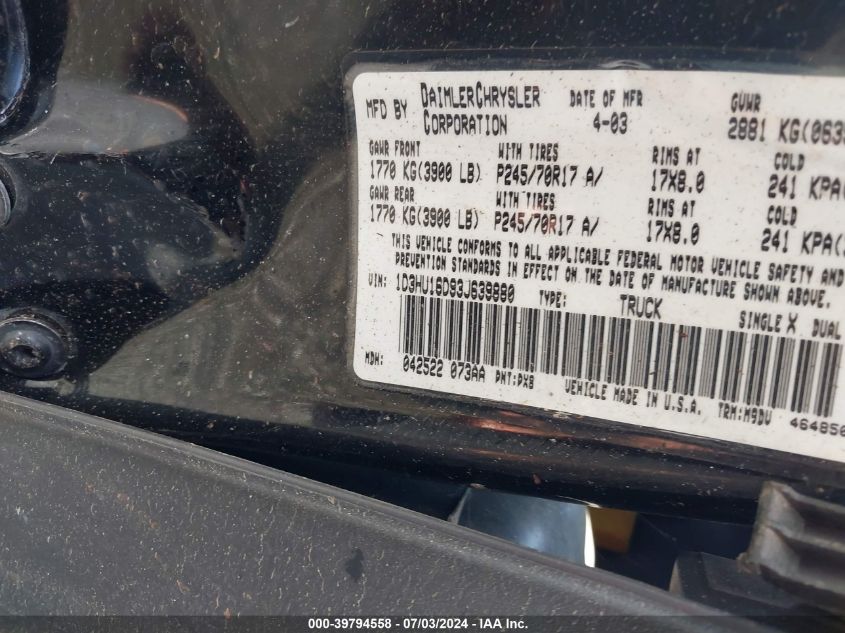 MFD BY DAIMLERCHRYSLER CORPORATION DATE OF MFR 4-03 GVWR 2881 KG(063
GAWR FRONT WITH TIRES RIMS AT COLD
1770 KG(3900 LB) P245/70R17 A/ 17X8.0 241 KPA(
GAWR REAR WITH TIRES RIMS AT COLD
1770 KG(3900 LB) P245/70R17 A/ 17X8.0 241 KPA(
THIS VEHICLE CONFORMS TO ALL APPLICABLE FEDERAL MOTOR VEHICLE SAFETY AND
PREVENTION STANDARDS IN EFFECT ON THE DATE OF MANUFACTURE SHOWN ABOVE.
VIN: 1D3HU16D93J639980 TYPE: TRUCK SINGLE X DUAL
MDH: 042522 073AA PNT:PX8 VEHICLE MADE IN U.S.A. TRM:M9DV 464850
000-39794558 - 07/03/2024 - IAA Inc.